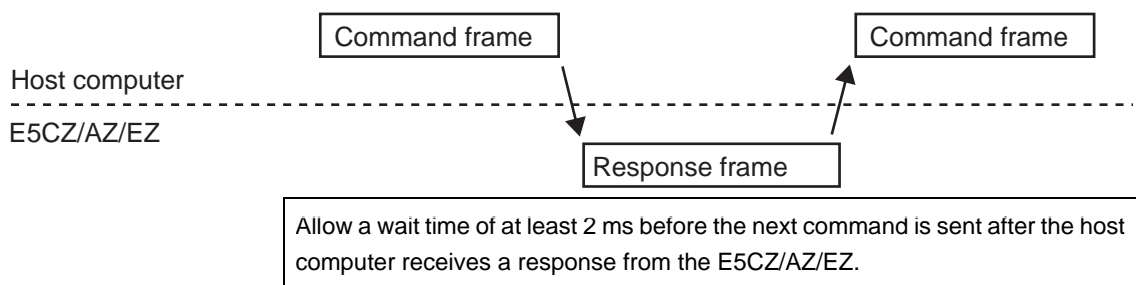 Command frame
Command frame
Host computer
E5CZ/AZ/EZ
Response frame
Allow a wait time of at least 2 ms before the next command is sent after the host
computer receives a response from the E5CZ/AZ/EZ.